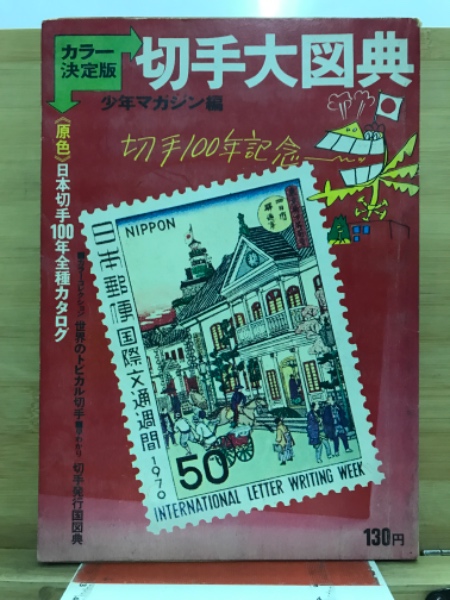 カラー
決定版
切手大図典
少年マガジン編
切手100年記念
《原色》日本切手100年全種カタログ
世界のトピカル切手
切手発行国図典
NIPPON
日本郵便国際文通週間1970
50
INTERNATIONAL LETTER WRITING WEEK
130円